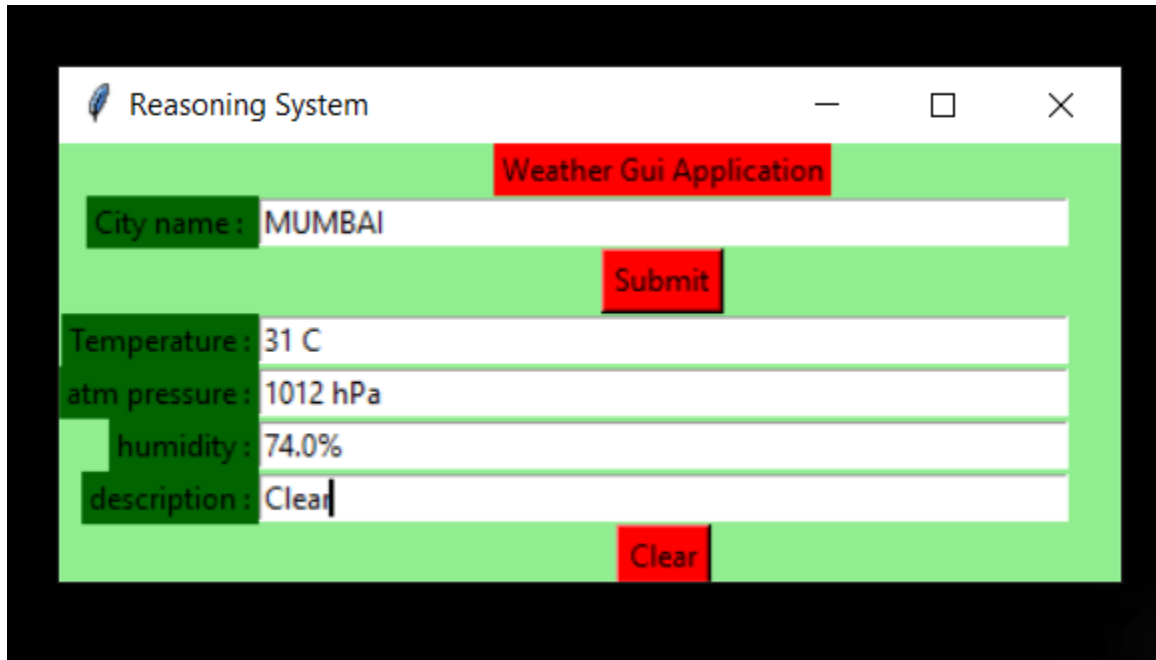 Reasoning System
Weather Gui Application
City name : MUMBAI
Submit
Temperature : 31 C
atm pressure : 1012 hPa
humidity : 74.0%
description : Clear
Clear